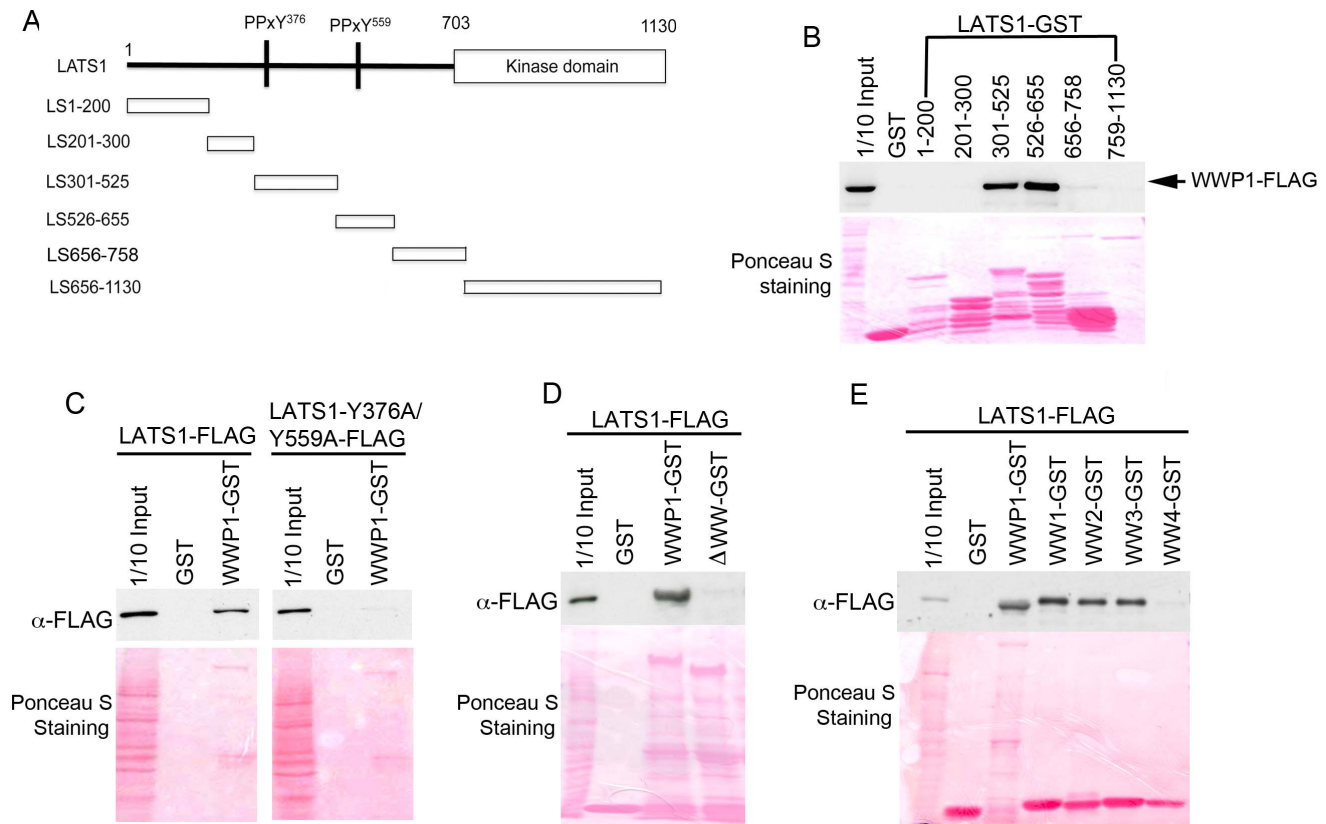 A
PPxY376
PPxY559
703
1130
1
LATS1
Kinase domain
LS1-200
LS201-300
LS301-525
LS526-655
LS656-758
LS656-1130
B
LATS1-GST
1/10 Input
GST
1-200
201-300
301-525
526-655
656-758
759-1130
WWP1-FLAG
Ponceau S
staining
C
LATS1-FLAG
LATS1-Y376A/
Y559A-FLAG
1/10 Input
GST
WWP1-GST
1/10 Input
GST
WWP1-GST
α-FLAG
Ponceau S
Staining
D
LATS1-FLAG
1/10 Input
GST
WWP1-GST
ΔWW-GST
α-FLAG
Ponceau S
Staining
E
LATS1-FLAG
1/10 Input
GST
WWP1-GST
WW1-GST
WW2-GST
WW3-GST
WW4-GST
α-FLAG
Ponceau S
Staining